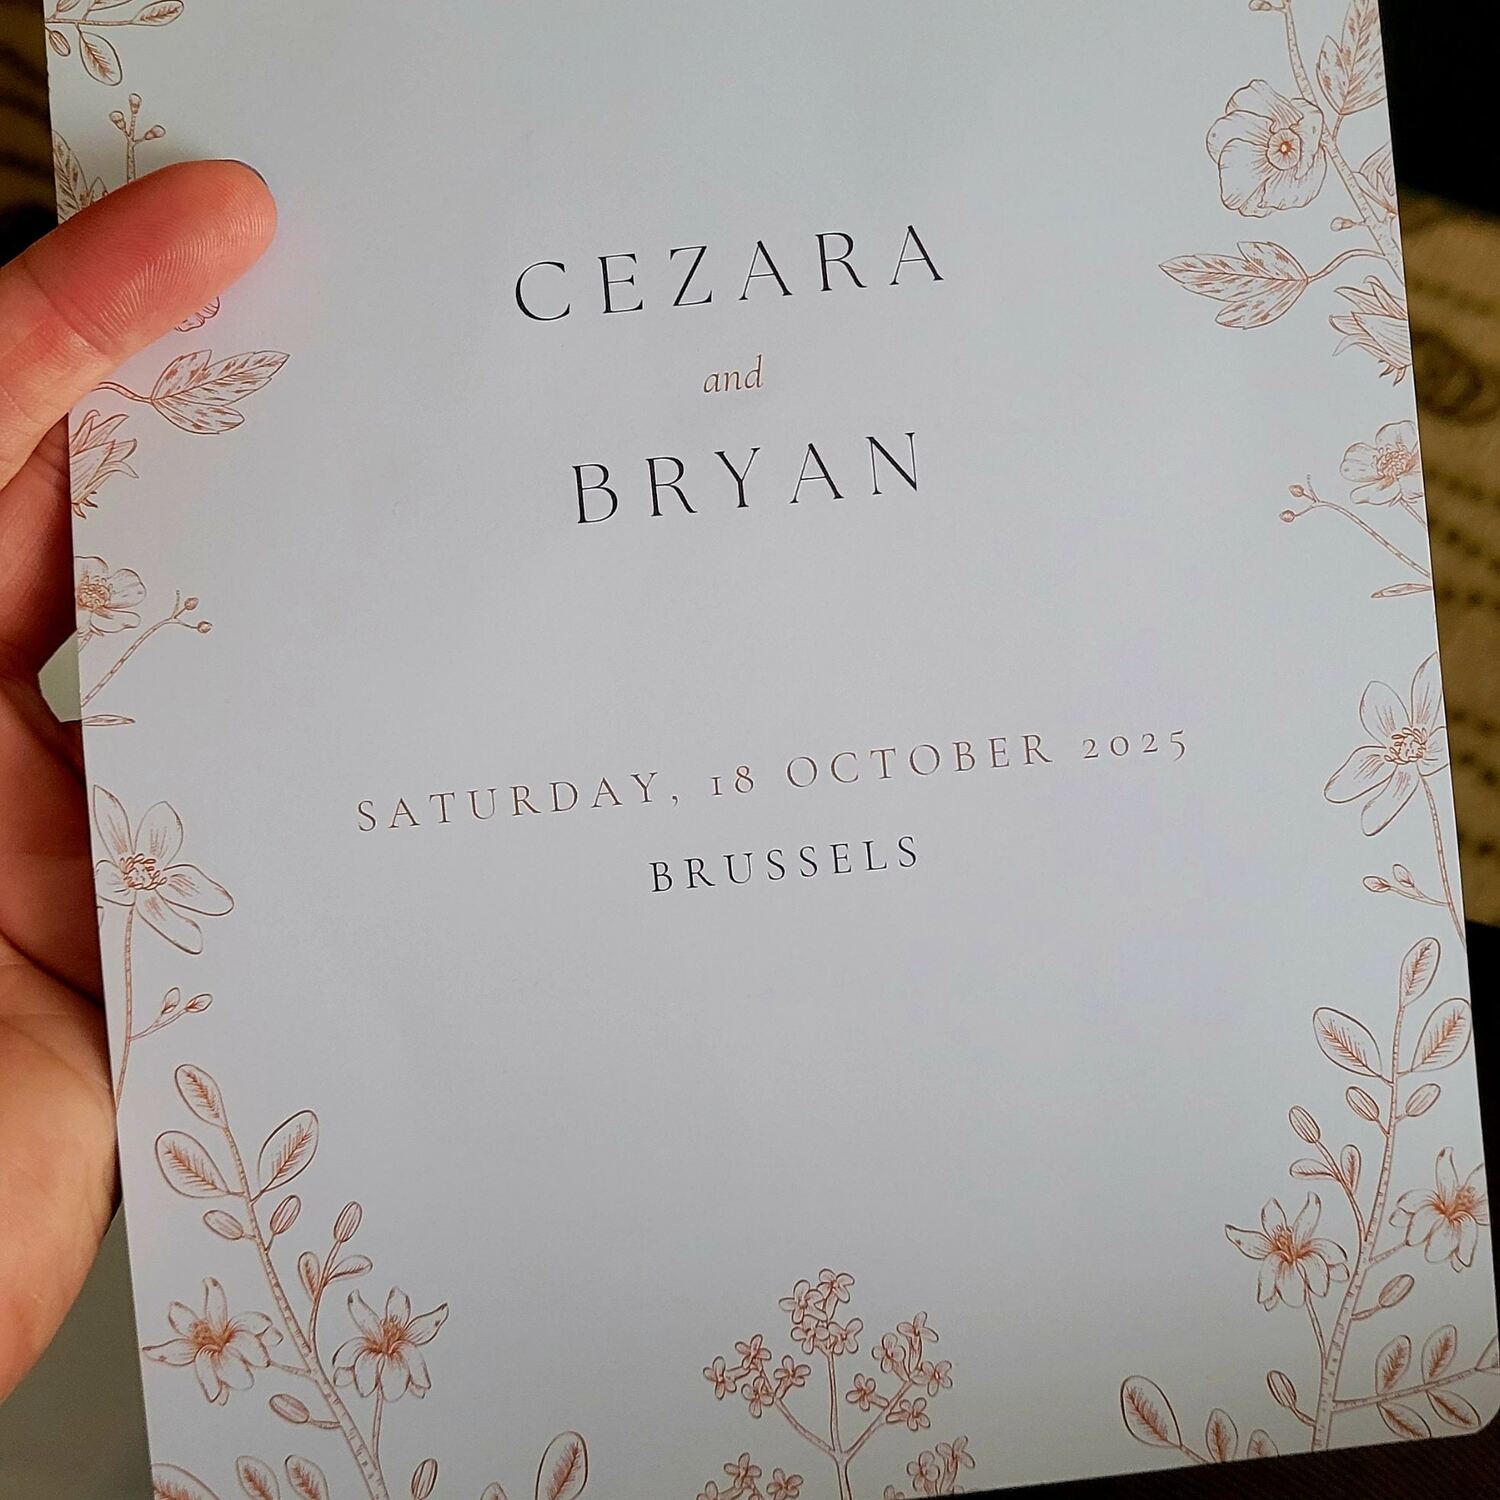 CEZARA
and
BRYAN
SATURDAY, 18 OCTOBER 2025
BRUSSELS